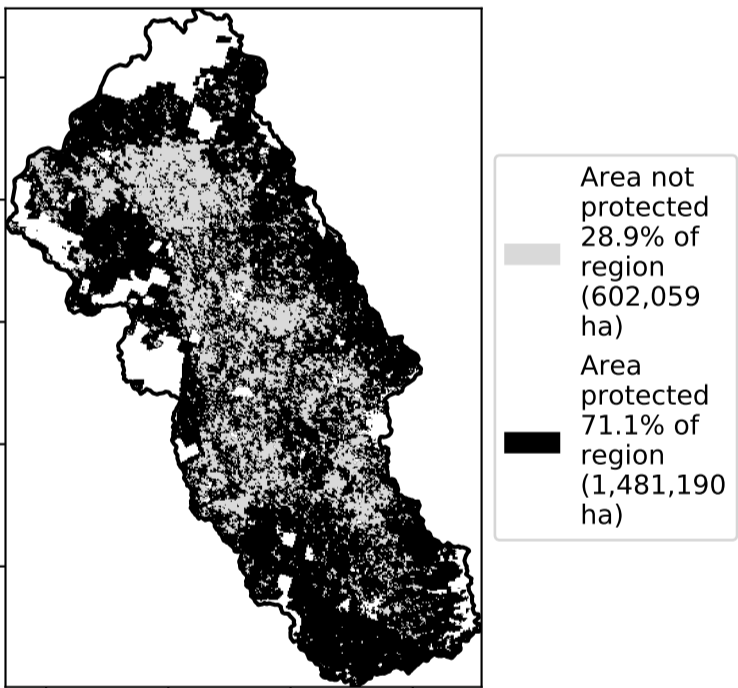 Area not
protected
28.9% of
region
(602,059
ha)
Area
protected
71.1% of
region
(1,481,190
ha)